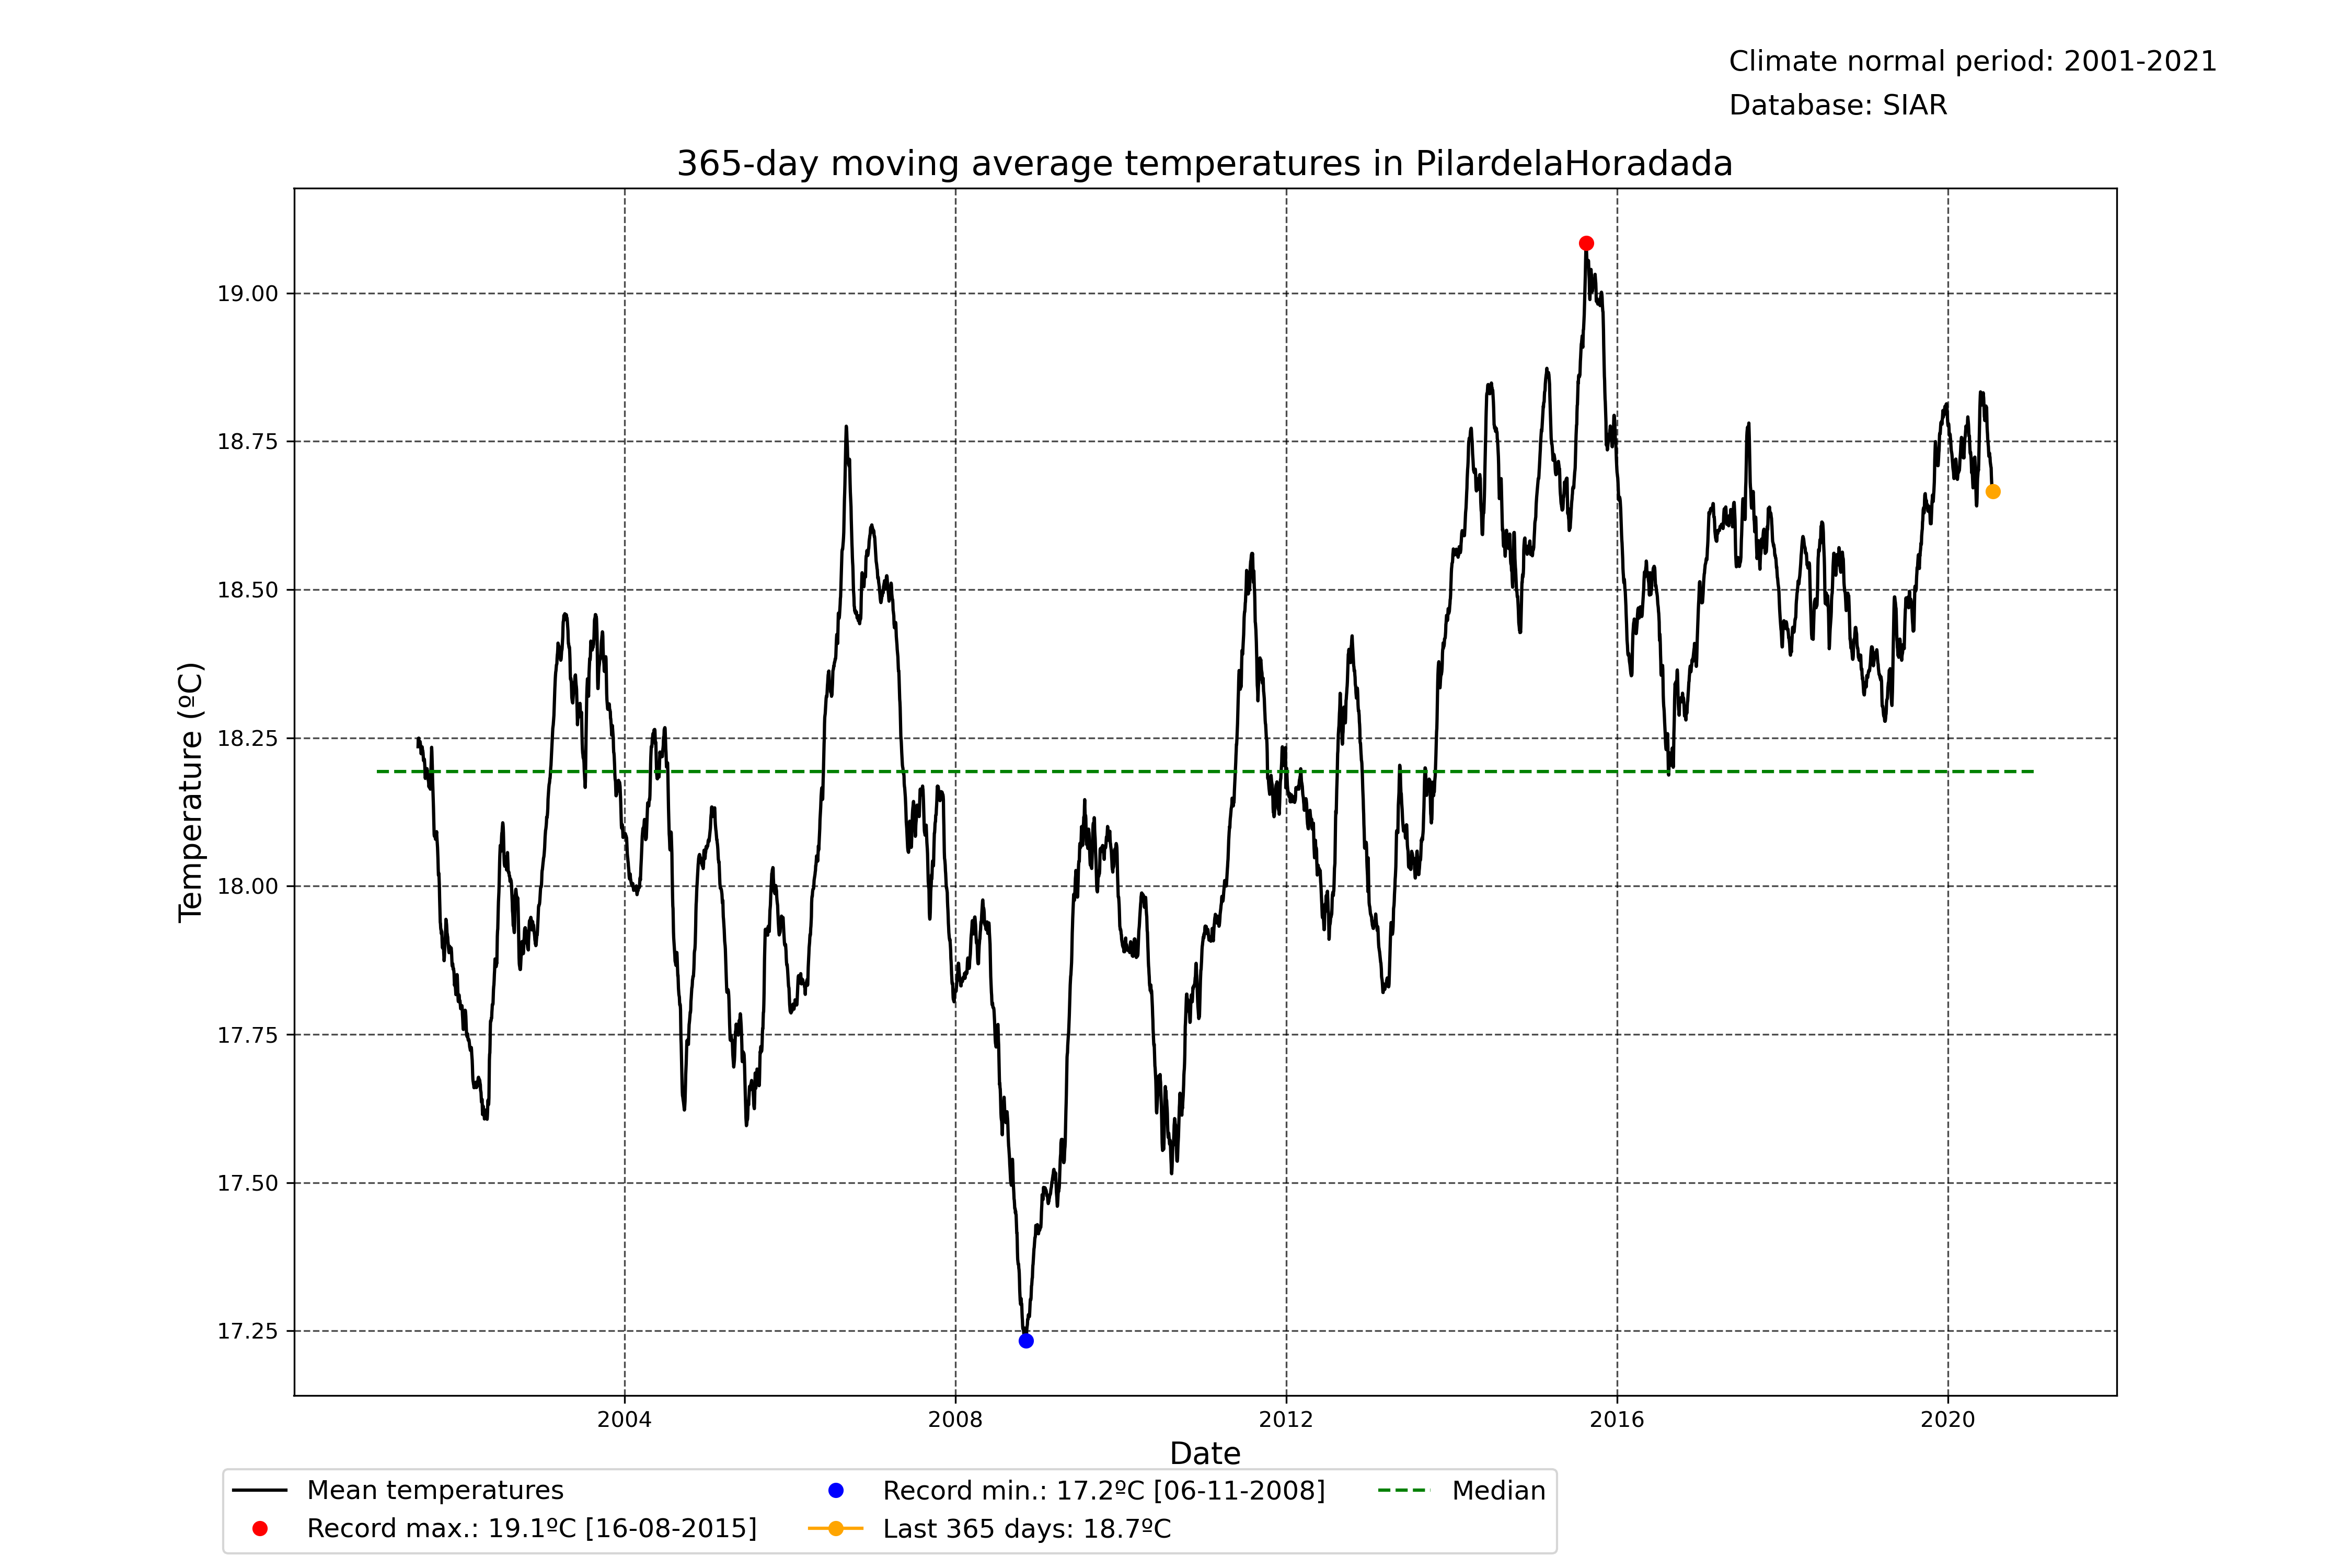 Climate normal period: 2001-2021
Database: SIAR
365-day moving average temperatures in PilardelaHoradada
19.00
18.75
18.50
18.25
18.00
17.75
17.50
17.25
Temperature (ºC)
2004 2008 2012 2016 2020
Date
Mean temperatures
Record max.: 19.1ºC [16-08-2015]
Record min.: 17.2ºC [06-11-2008]
Last 365 days: 18.7ºC
Median